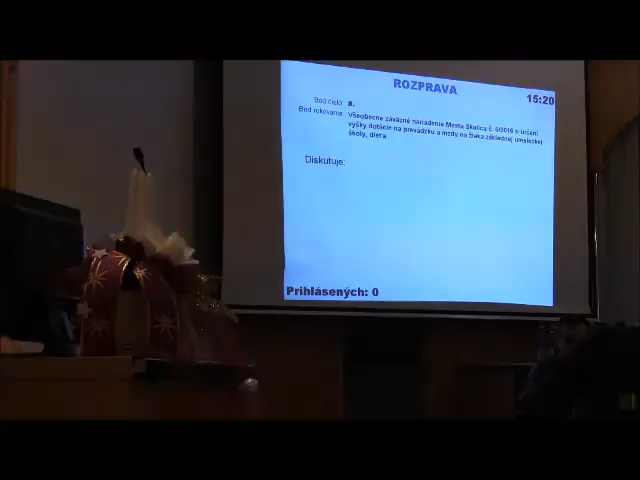 ROZPRAVA
15:20
Bod číslo: 8.
Bod rokovania: Všeobecne záväzné nariadenie Mesta Skalica č. 6/2016 o určení
výšky dotácie na prevádzku a mzdy na žiaka základnej umeleckej
školy, dieťa
Diskutuje:
Prihlásených: 0